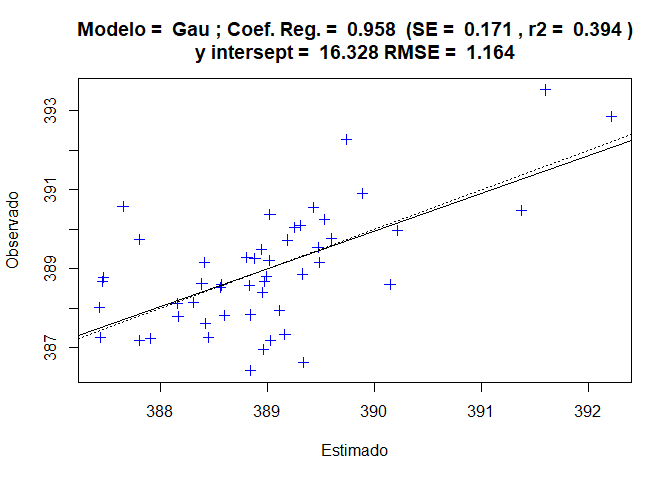 Modelo = Gau ; Coef. Reg. = 0.958 (SE = 0.171 , r2 = 0.394 )
y intersept = 16.328 RMSE = 1.164
Observado
393
391
389
387
388 389 390 391 392
Estimado